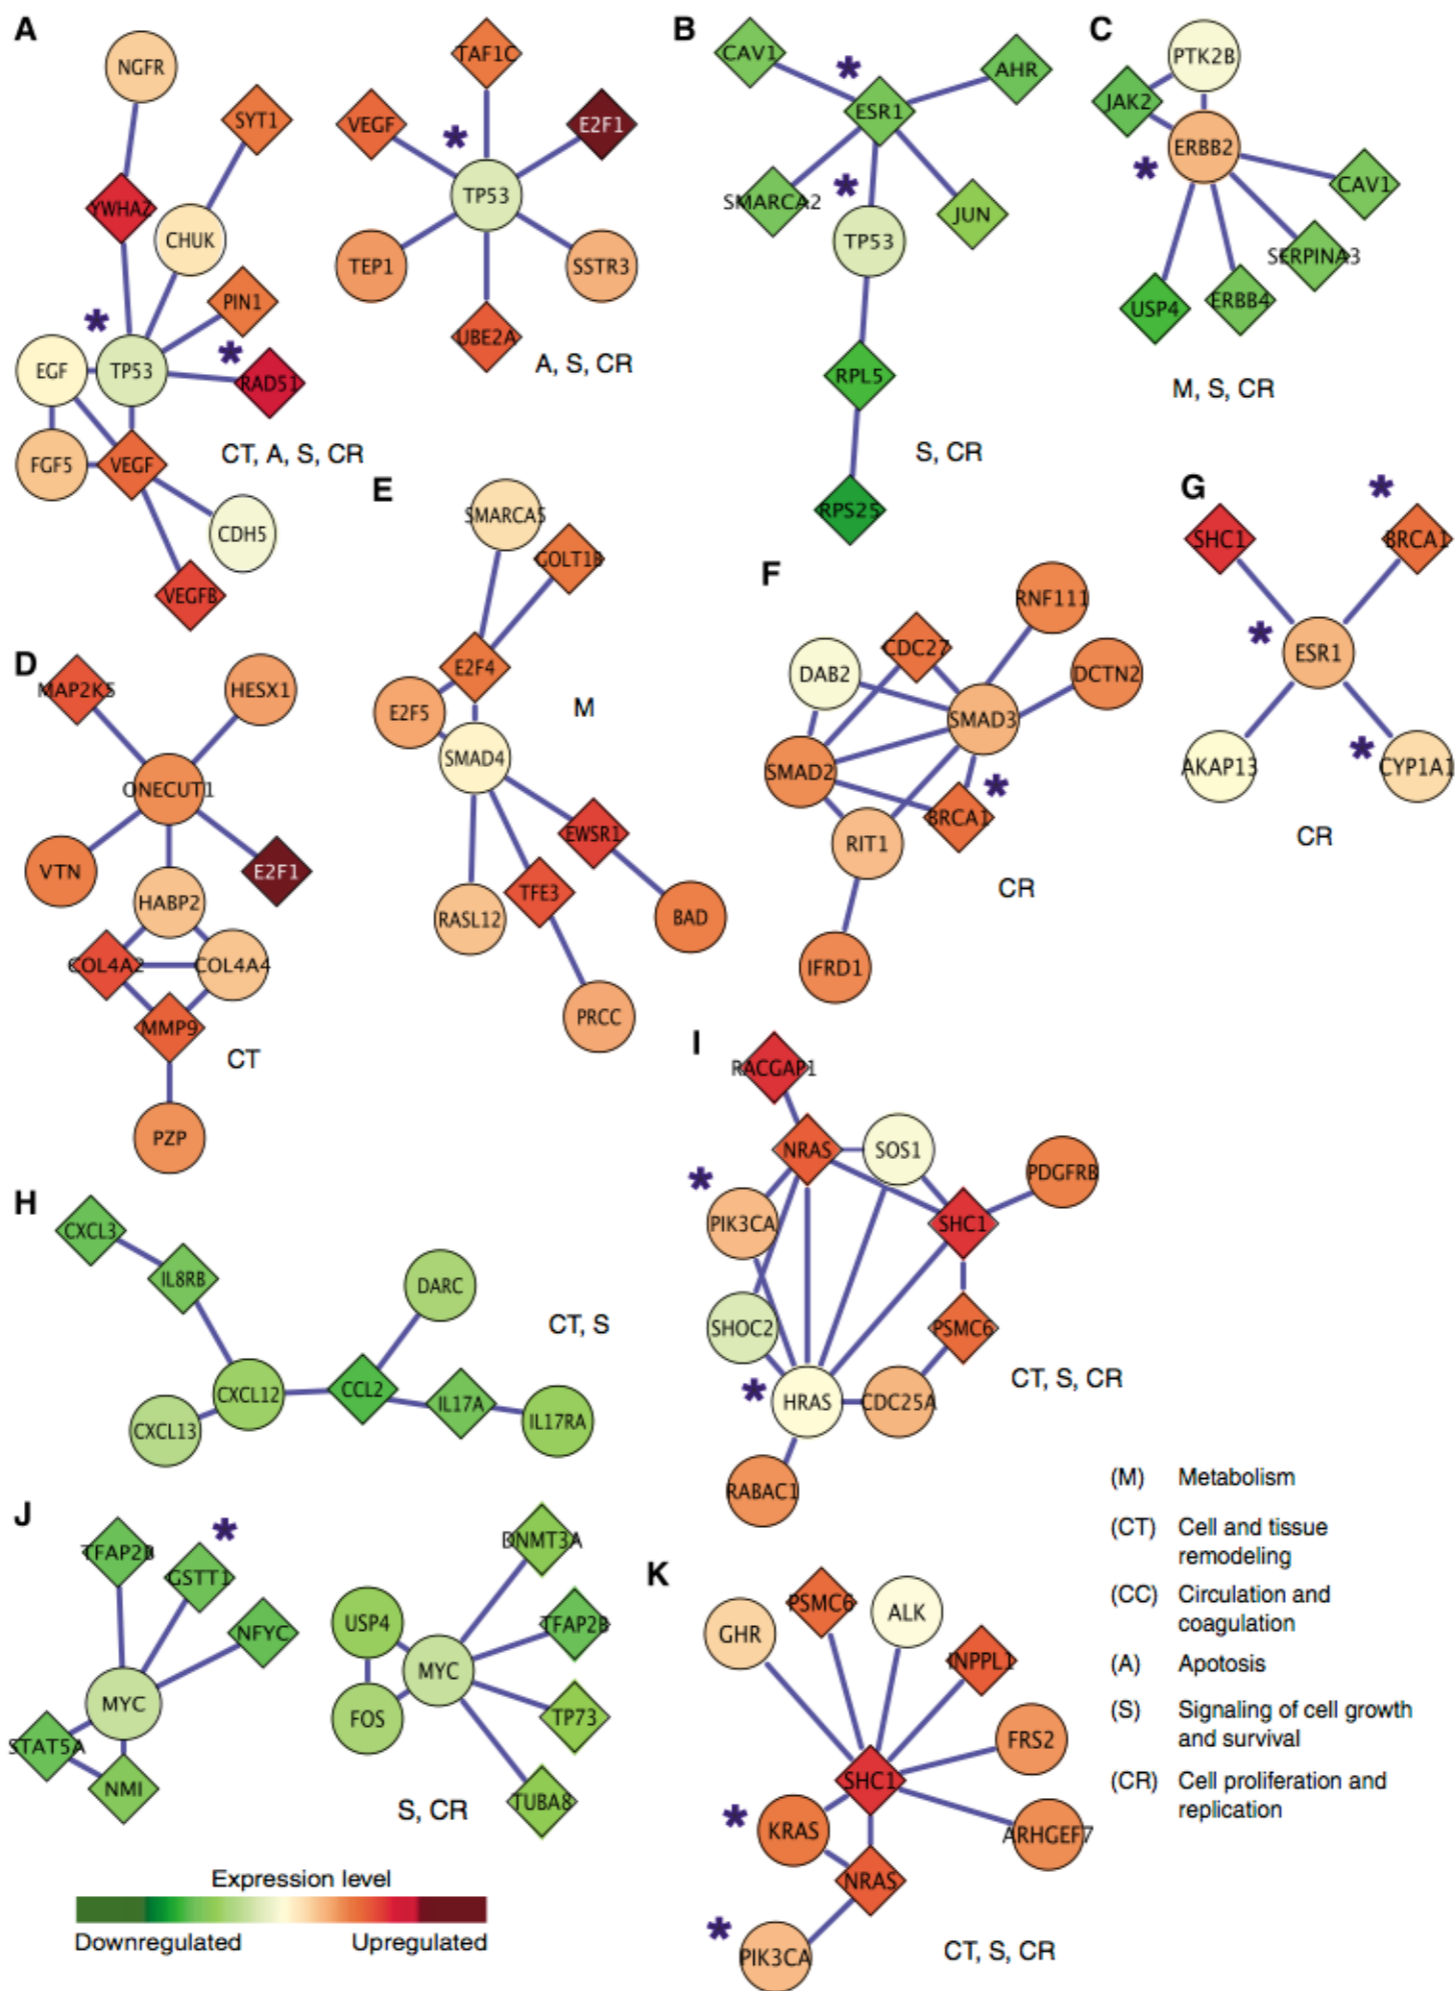 A
NGFR
SYT1
YWHAZ
CHUK
PIN1
*
*
EGF
TP53
RAD51
FGF5
VEGF
CDH5
VEGFB
CT, A, S, CR
TAF1C
VEGF
*
E2F1
TP53
TEP1
SSTR3
UBE2A
A, S, CR
B
CAV1
*
AHR
ESR1
SMARCA2
*
JUN
TP53
RPL5
RPS25
S, CR
C
PTK2B
JAK2
ERBB2
*
CAV1
SERPINA3
ERBB4
USP4
M, S, CR
D
MAP2K5
HESX1
ONECUT1
VTN
E2F1
HABP2
COL4A2
COL4A4
MMP9
CT
PZP
E
SMARCA5
GOLT1B
E2F4
E2F5
M
SMAD4
EWSR1
TFE3
RASL12
BAD
PRCC
F
RNF111
CDC27
DAB2
DCTN2
SMAD3
SMAD2
*
BRCA1
RIT1
CR
IFRD1
G
*
SHC1
BRCA1
*
ESR1
*
AKAP13
CYP1A1
CR
H
CXCL3
IL8RB
DARC
CT, S
CXCL12
CCL2
IL17A
CXCL13
IL17RA
I
RACGAP1
NRAS
SOS1
*
PDGFRB
PIK3CA
SHC1
SHOC2
PSMC6
CT, S, CR
*
HRAS
CDC25A
RABAC1
J
*
TFAP2B
GSTT1
NFYC
MYC
STAT5A
NMI
DNMT3A
USP4
TFAP2B
MYC
FOS
TP73
TUBA8
S, CR
K
PSMC6
ALK
GHR
INPPL1
FRS2
SHC1
*
KRAS
ARHGEF7
NRAS
*
PIK3CA
CT, S, CR
(M) Metabolism
(CT) Cell and tissue
remodeling
(CC) Circulation and
coagulation
(A) Apotosis
(S) Signaling of cell growth
and survival
(CR) Cell proliferation and
replication
Expression level
Downregulated Upregulated